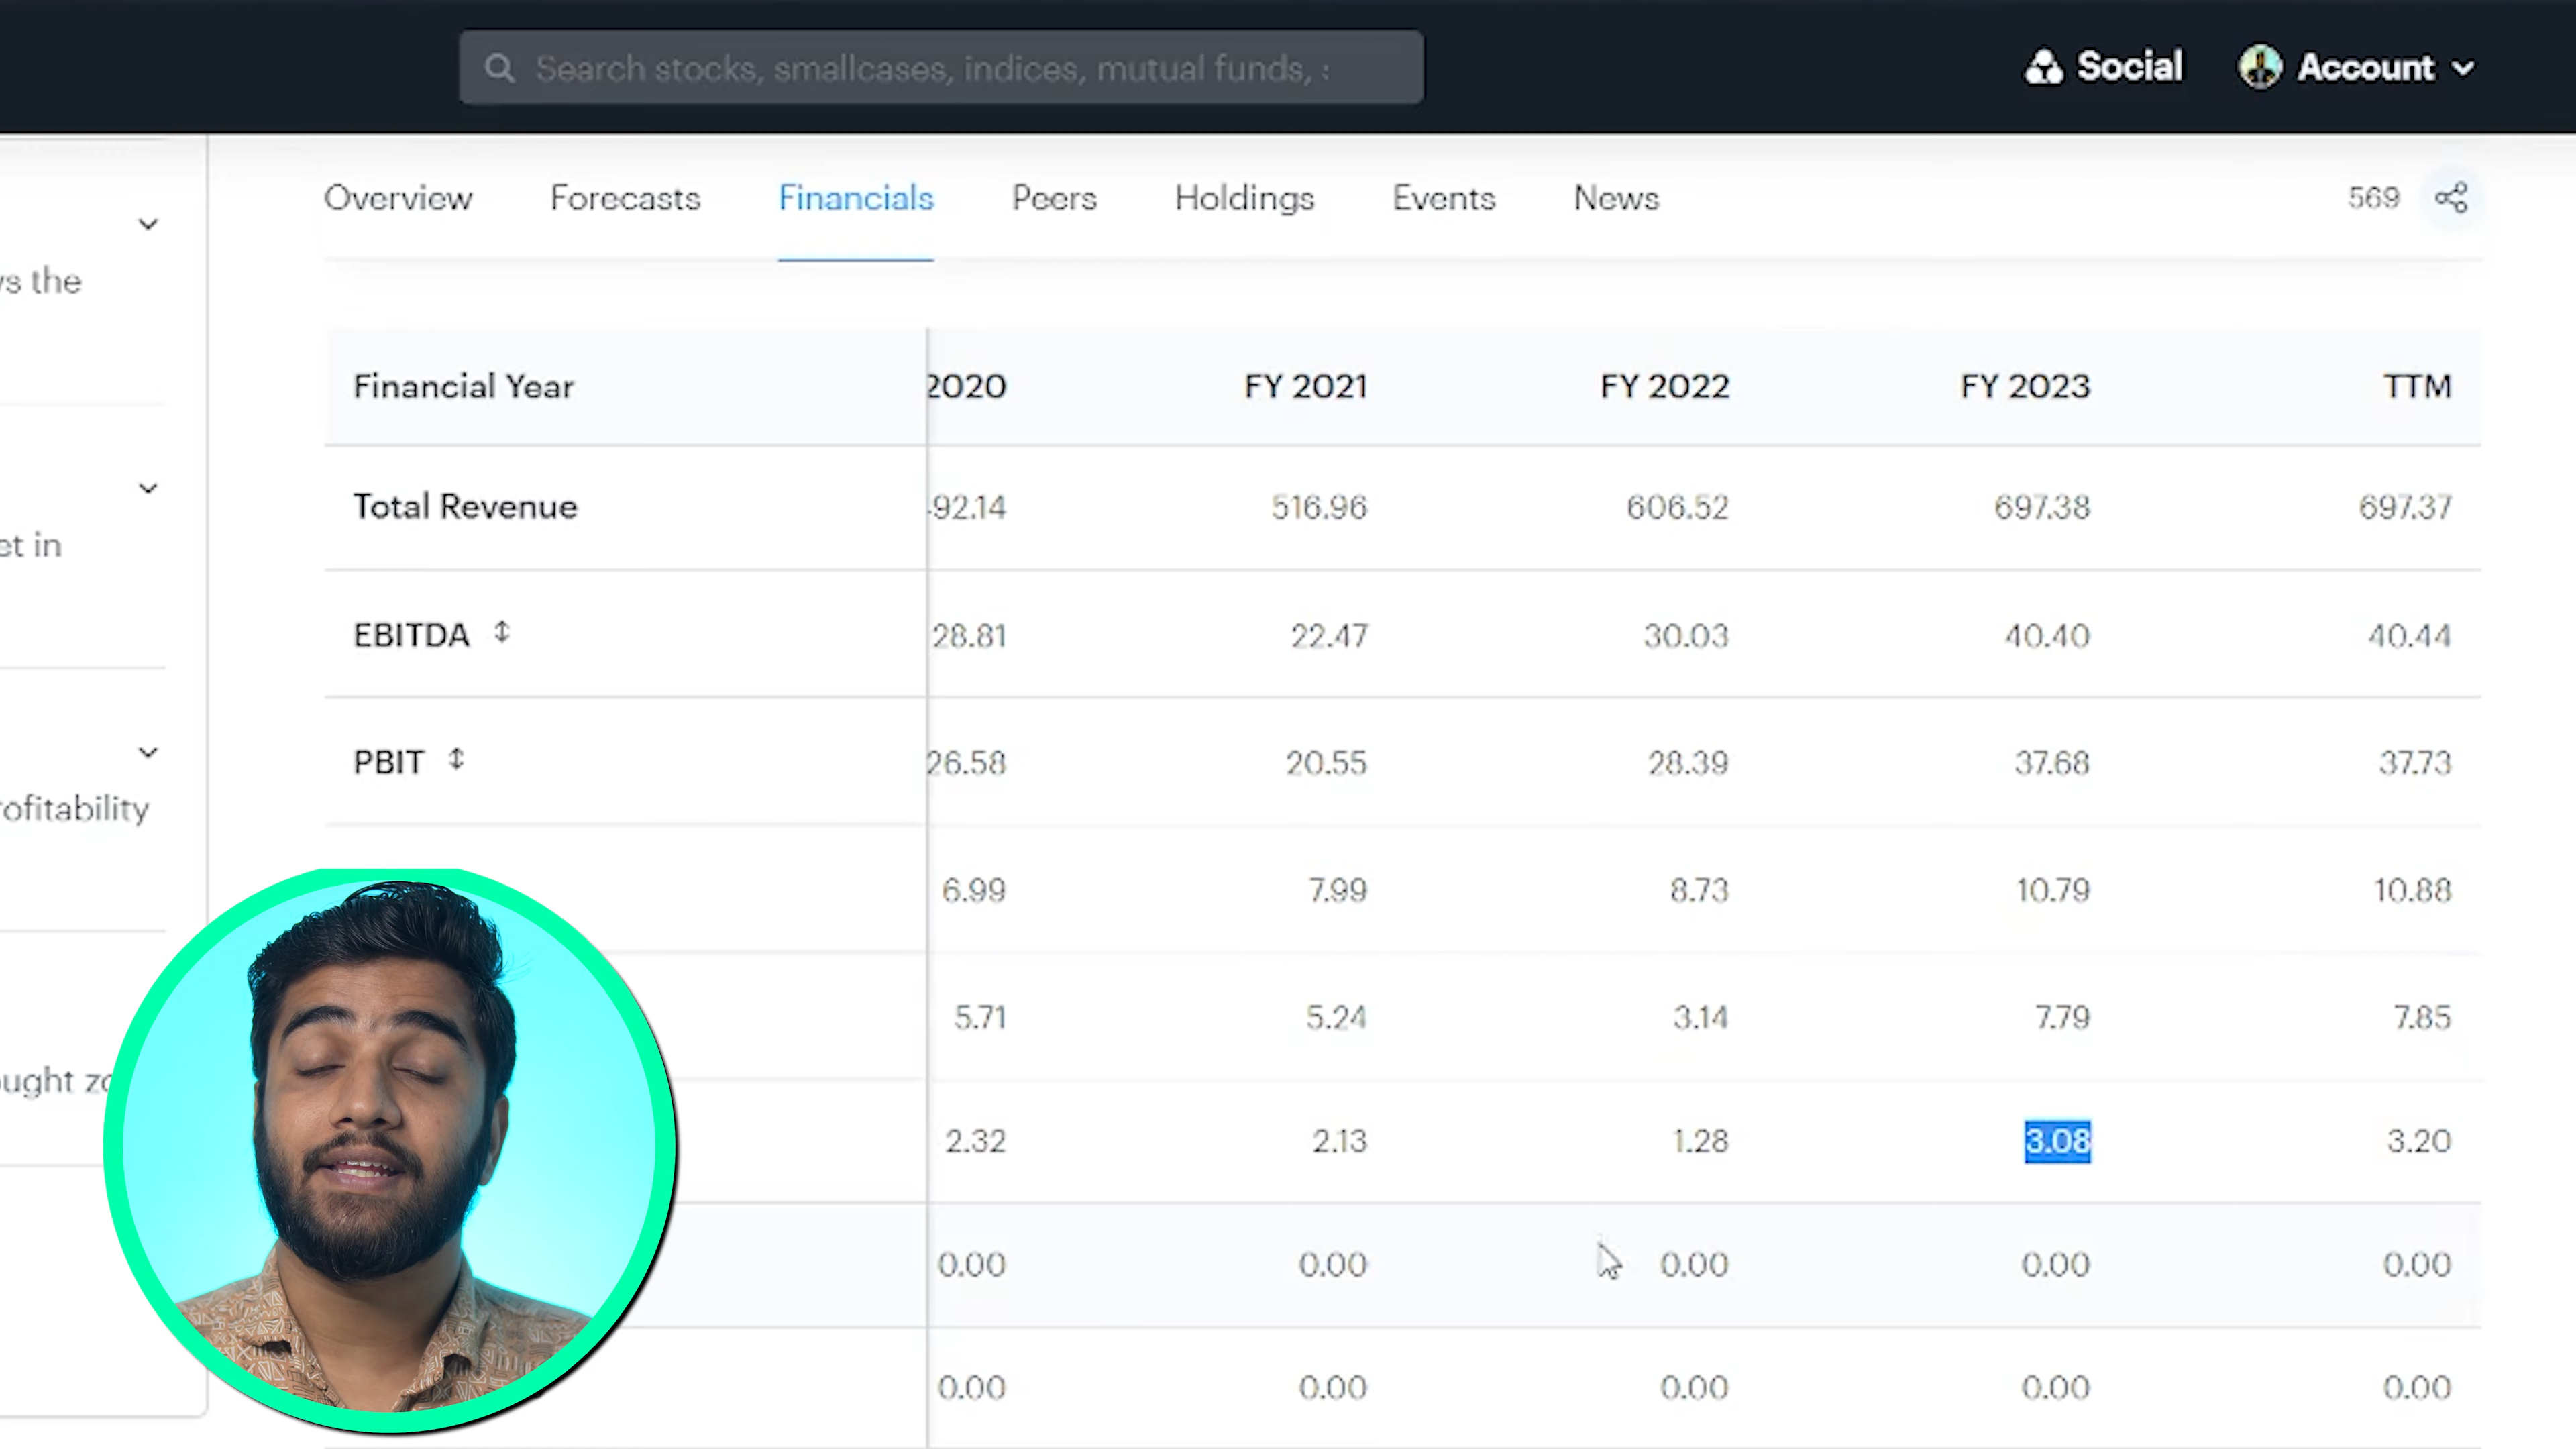 Search stocks, smallcases, indices, mutual funds, s
Social
Account
Overview Forecasts Financials Peers Holdings Events News 569
ys the
et in
rofitability
ought zo
Financial Year 2020 FY 2021 FY 2022 FY 2023 TTM
Total Revenue 492.14 516.96 606.52 697.38 697.37
EBITDA 28.81 22.47 30.03 40.40 40.44
PBIT 26.58 20.55 28.39 37.68 37.73
6.99 7.99 8.73 10.79 10.88
5.71 5.24 3.14 7.79 7.85
2.32 2.13 1.28 3.08 3.20
0.00 0.00 0.00 0.00 0.00
0.00 0.00 0.00 0.00 0.00